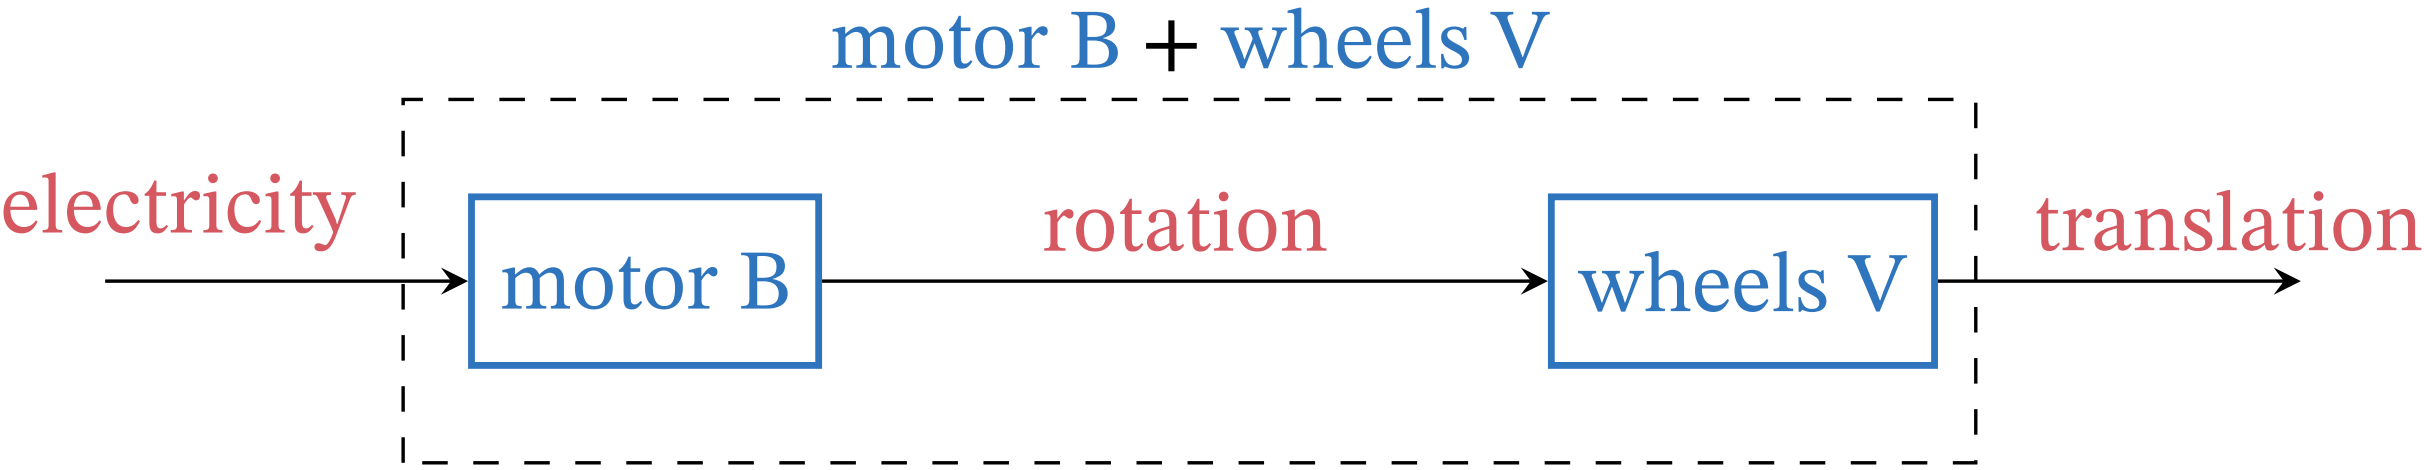 motor B + wheels V
electricity
rotation
translation
motor B
wheels V